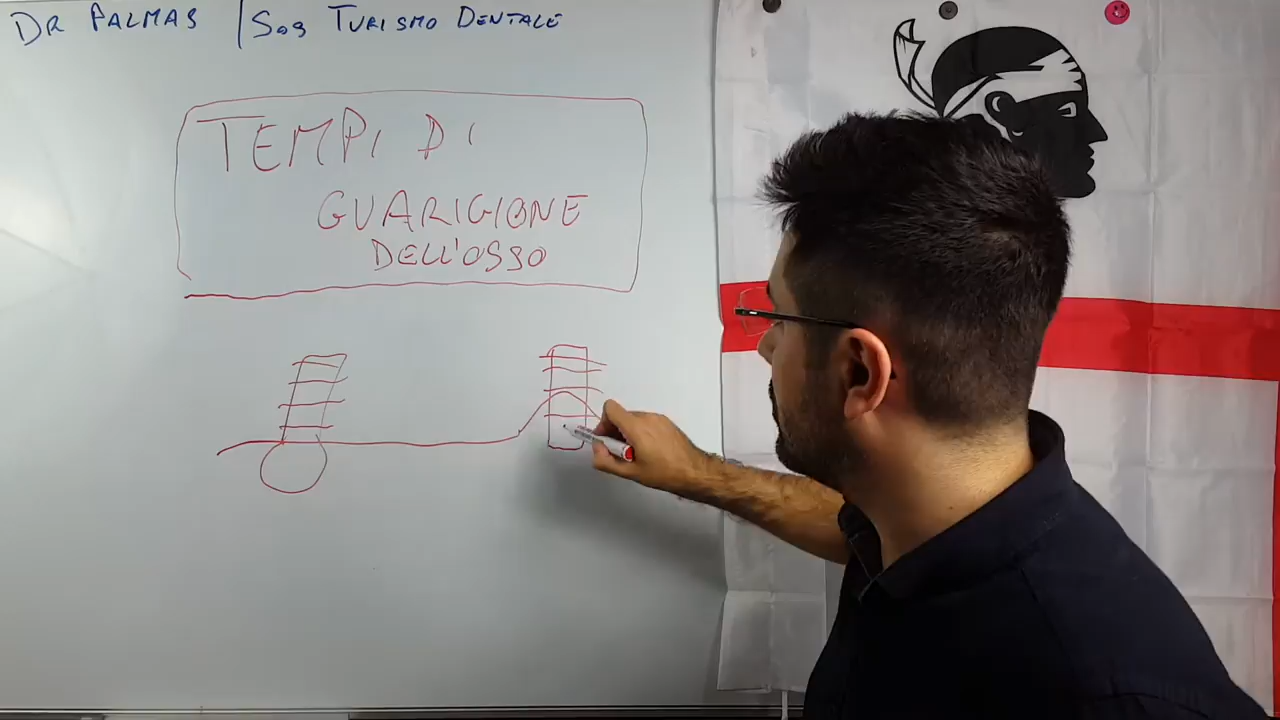 DR PALMAS | SOS TURISMO DENTALE
TEMPI DI
GUARIGIONE
DELL'OSSO